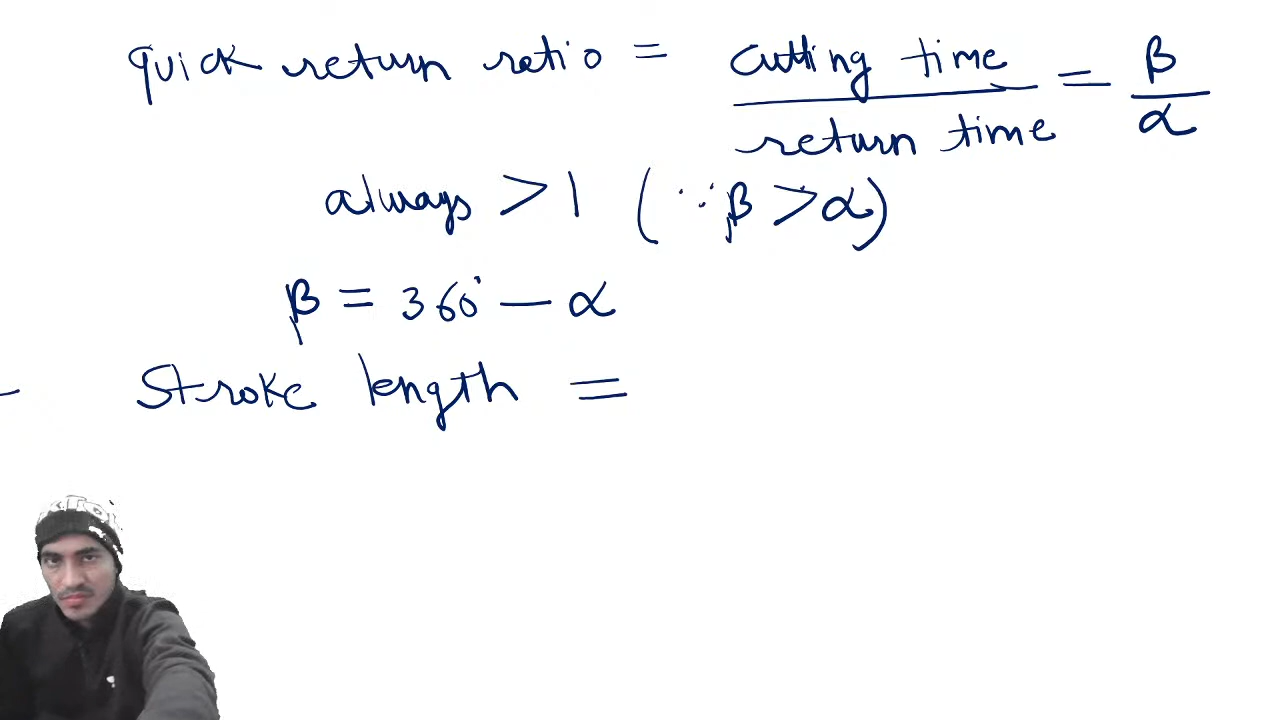 quick return ratio = cutting time / return time = β / α
always > 1 (∵ β > α)
β = 360° − α
Stroke length =